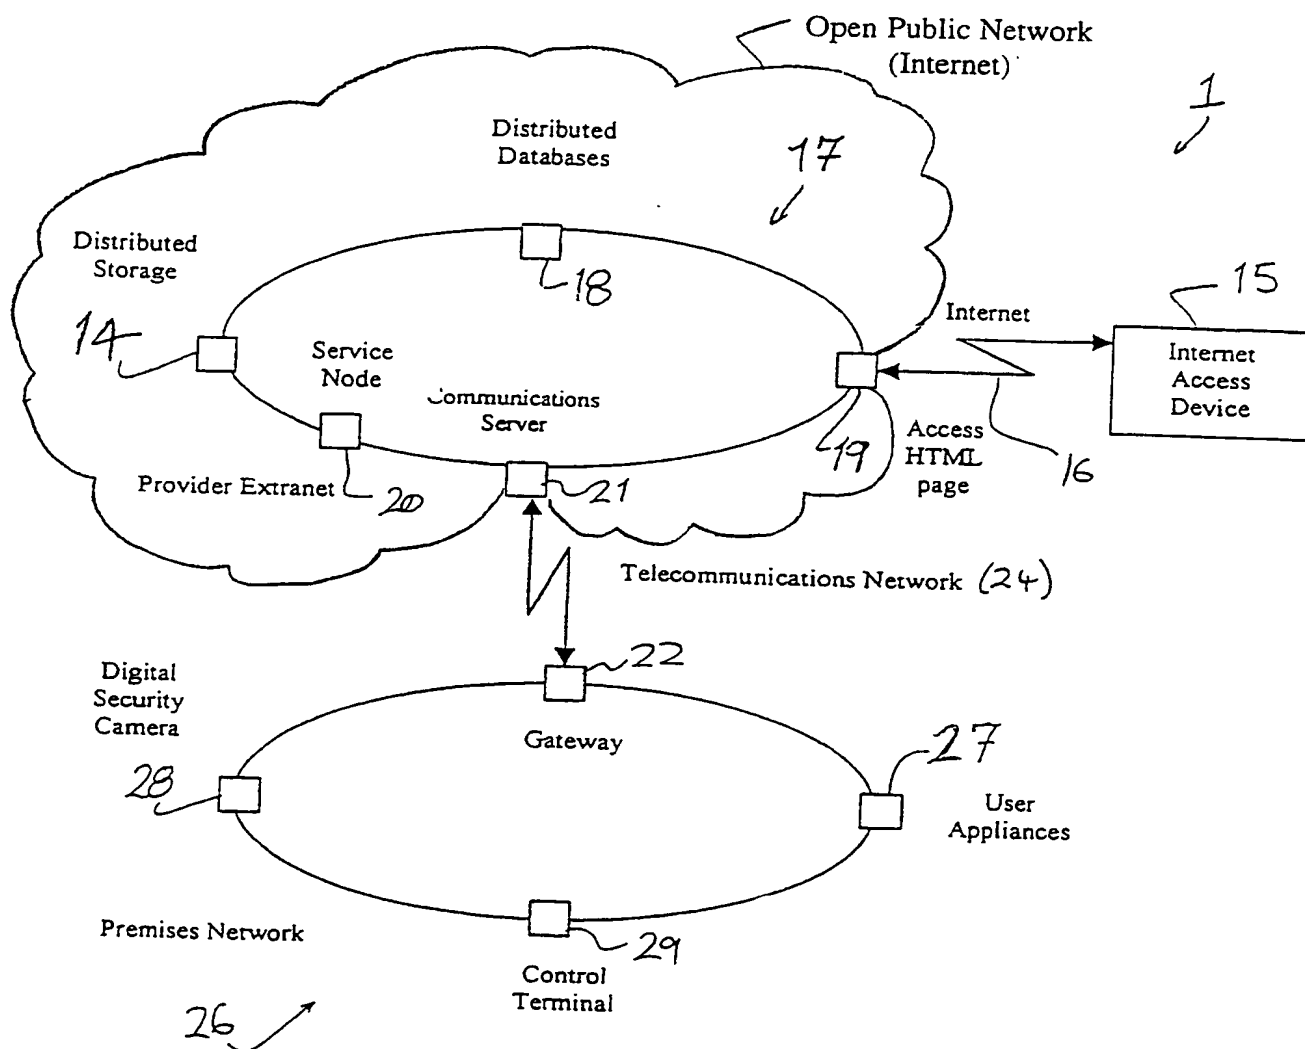 Open Public Network
(Internet)
1
Distributed
Databases
17
Distributed
Storage
18
15
Internet
14
Service
Node
Internet
Access
Device
Communications
Server
19
Access
HTML
page
16
Provider Extranet
20
21
Telecommunications Network (24)
22
Digital
Security
Camera
Gateway
27
28
User
Appliances
Premises Network
29
Control
Terminal
26